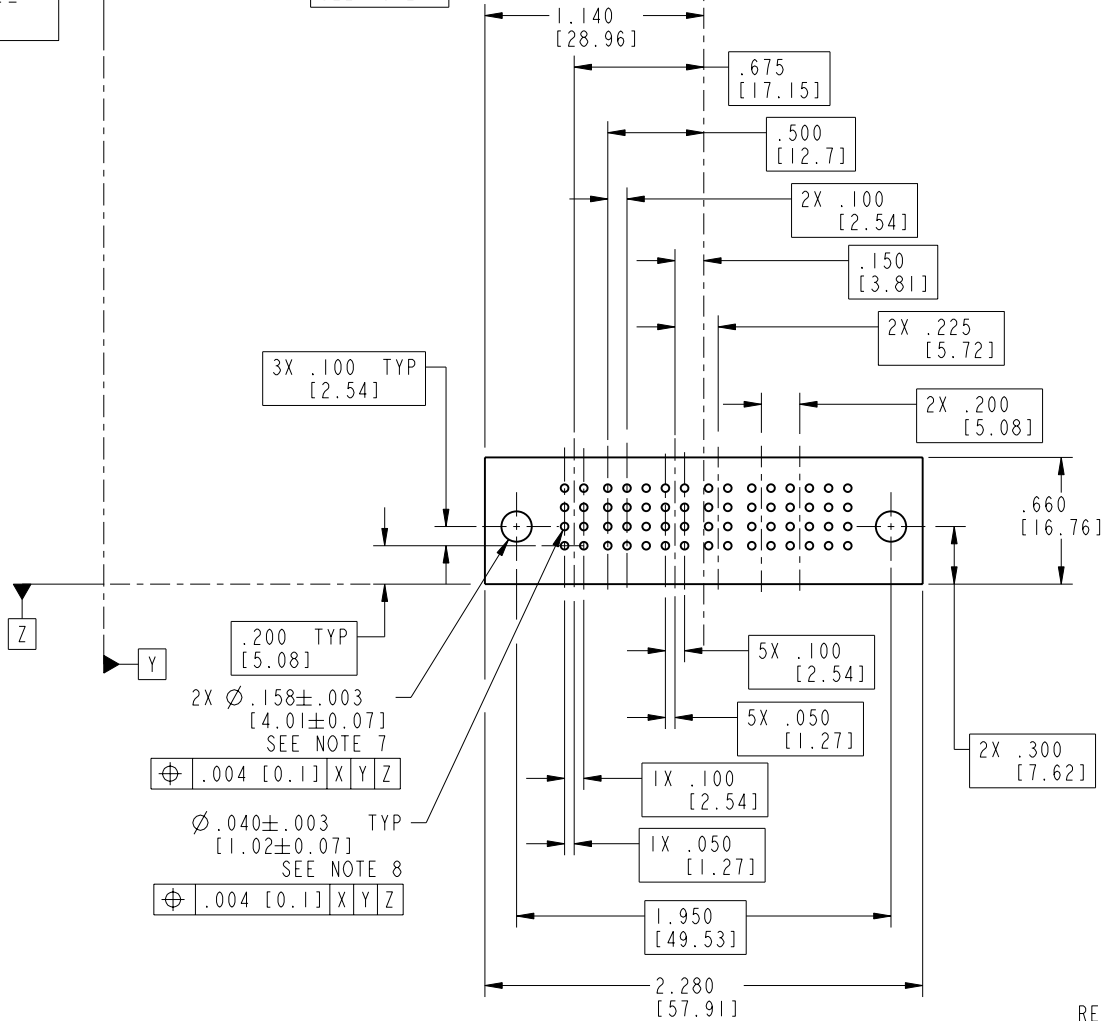 1.140
[28.96]
.675
[17.15]
.500
[12.7]
2X .100
[2.54]
.150
[3.81]
2X .225
[5.72]
3X .100 TYP
[2.54]
2X .200
[5.08]
.660
[16.76]
Z
Y
.200 TYP
[5.08]
2X Ø.158±.003
[4.01±0.07]
SEE NOTE 7
⌖ .004 [0.1] X Y Z
Ø.040±.003 TYP
[1.02±0.07]
SEE NOTE 8
⌖ .004 [0.1] X Y Z
5X .100
[2.54]
5X .050
[1.27]
2X .300
[7.62]
1X .100
[2.54]
1X .050
[1.27]
1.950
[49.53]
2.280
[57.91]
RE